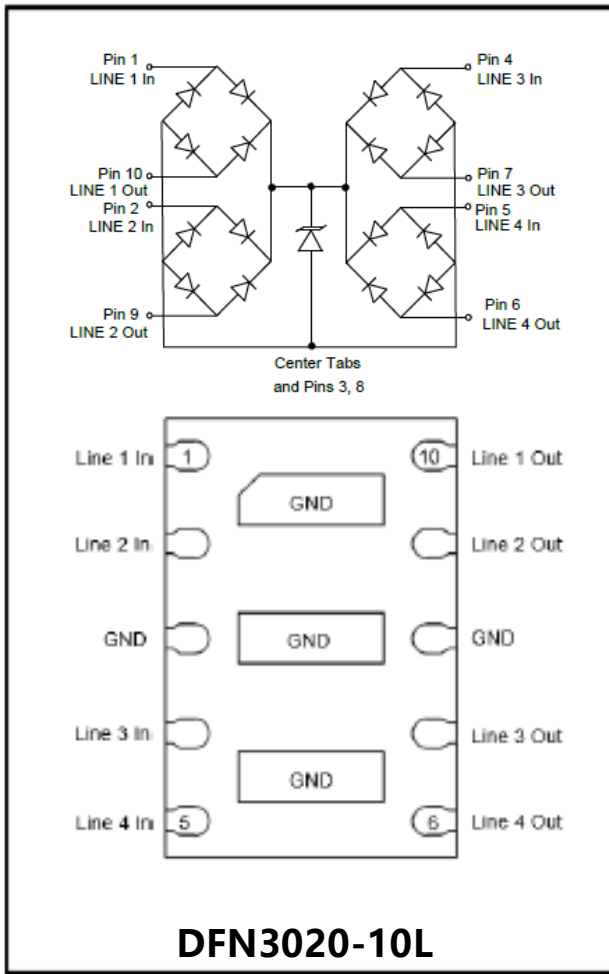 Pin 1
LINE 1 In
Pin 4
LINE 3 In
Pin 10
LINE 1 Out
Pin 7
LINE 3 Out
Pin 2
LINE 2 In
Pin 5
LINE 4 In
Pin 9
LINE 2 Out
Pin 6
LINE 4 Out
Center Tabs
and Pins 3, 8
Line 1 In
1
10
Line 1 Out
GND
Line 2 In
Line 2 Out
GND
GND
GND
Line 3 In
Line 3 Out
GND
Line 4 In
5
6
Line 4 Out
DFN3020-10L